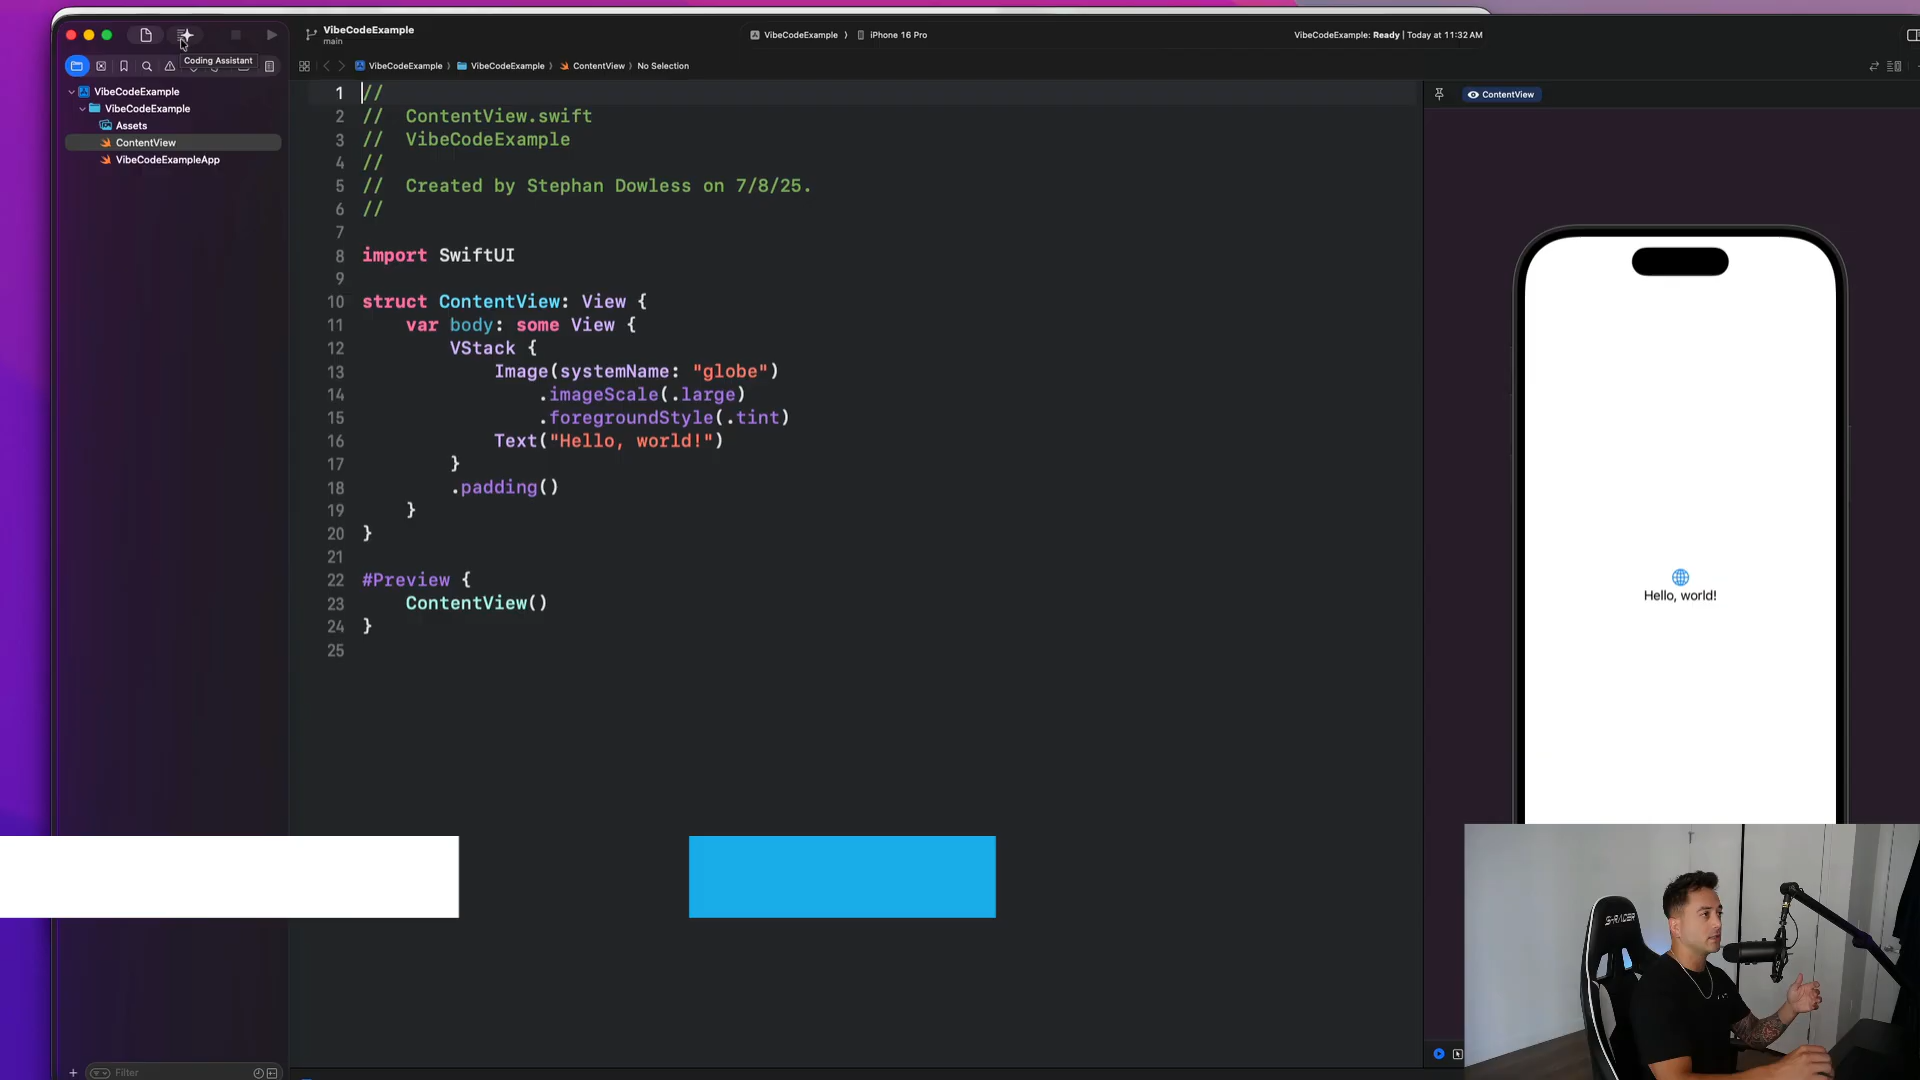 VibeCodeExample
main
VibeCodeExample
iPhone 16 Pro
VibeCodeExample: Ready | Today at 11:32 AM
Coding Assistant
VibeCodeExample
VibeCodeExample
ContentView
No Selection
VibeCodeExample
VibeCodeExample
Assets
ContentView
VibeCodeExampleApp
1 //
2 // ContentView.swift
3 // VibeCodeExample
4 //
5 // Created by Stephan Dowless on 7/8/25.
6 //
7
8 import SwiftUI
9
10 struct ContentView: View {
11 var body: some View {
12 VStack {
13 Image(systemName: "globe")
14 .imageScale(.large)
15 .foregroundStyle(.tint)
16 Text("Hello, world!")
17 }
18 .padding()
19 }
20 }
21
22 #Preview {
23 ContentView()
24 }
25
ContentView
Hello, world!
S-RACER
Filter